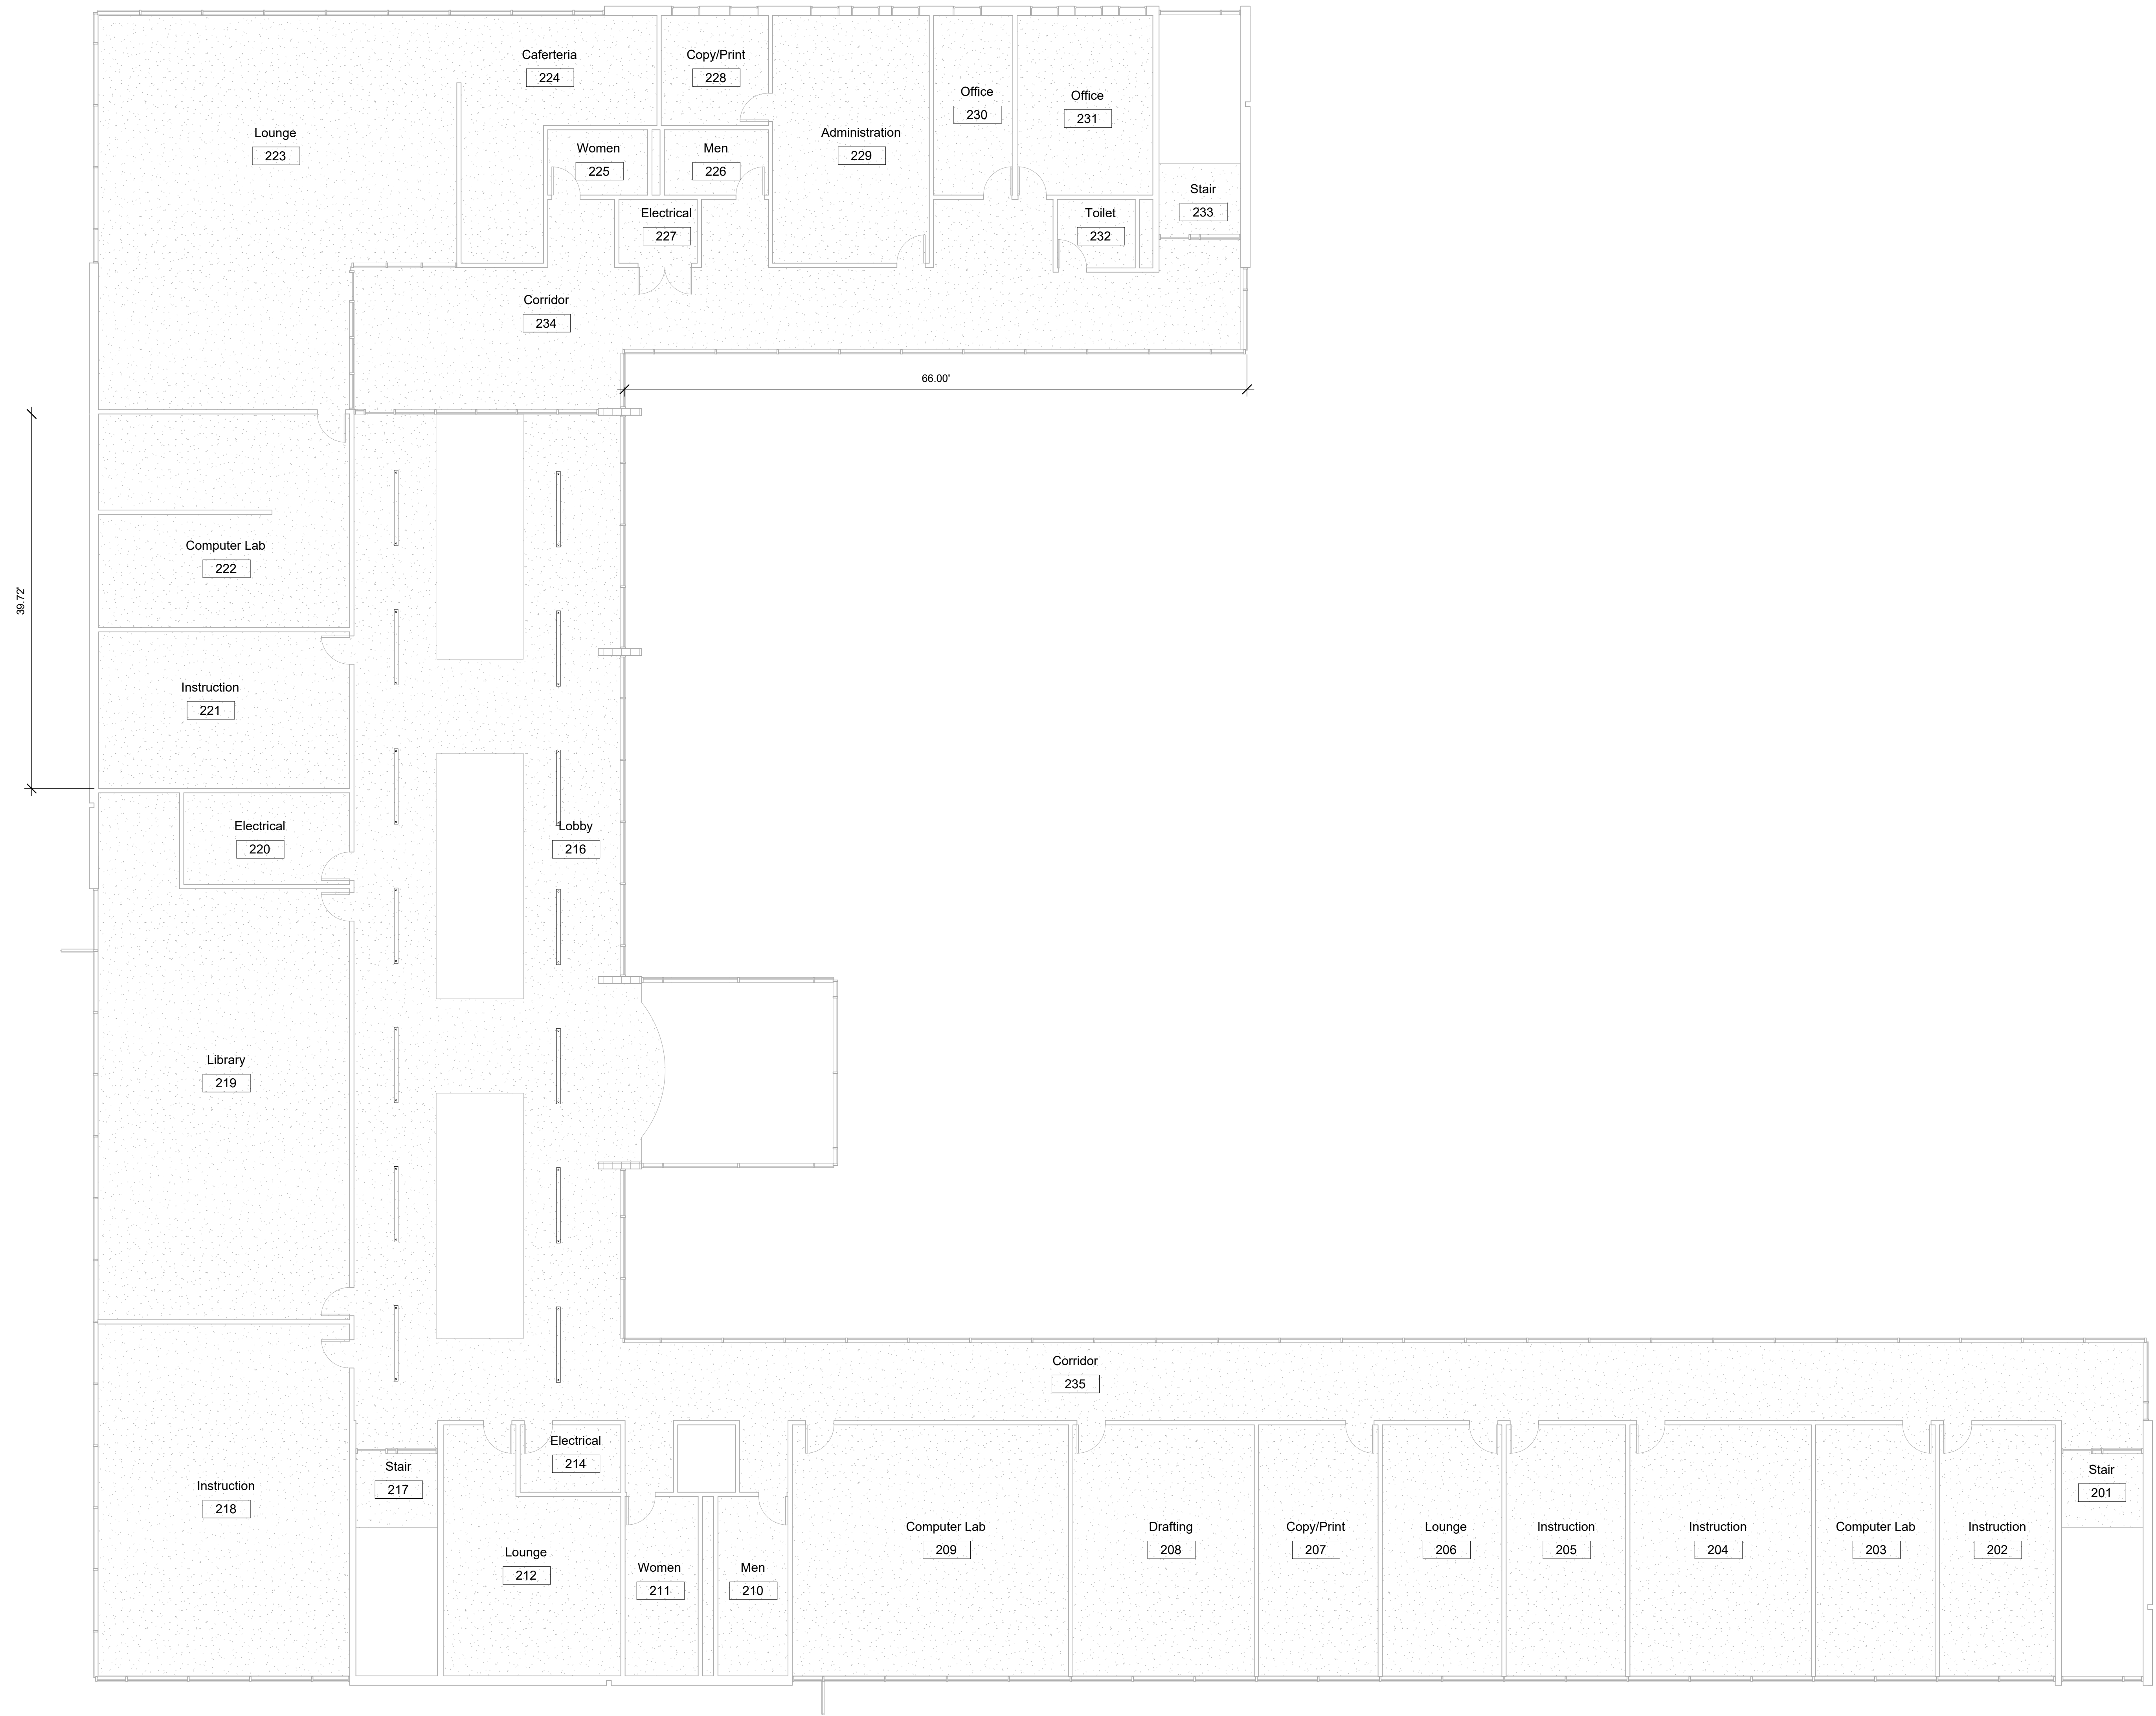 Caferteria
224
Copy/Print
228
Office
230
Office
231
Lounge
223
Women
225
Men
226
Administration
229
Stair
233
Electrical
227
Toilet
232
Corridor
234
66.00'
39.72'
Computer Lab
222
Instruction
221
Electrical
220
Lobby
216
Library
219
Corridor
235
Electrical
214
Stair
217
Instruction
218
Stair
201
Lounge
212
Women
211
Men
210
Computer Lab
209
Drafting
208
Copy/Print
207
Lounge
206
Instruction
205
Instruction
204
Computer Lab
203
Instruction
202